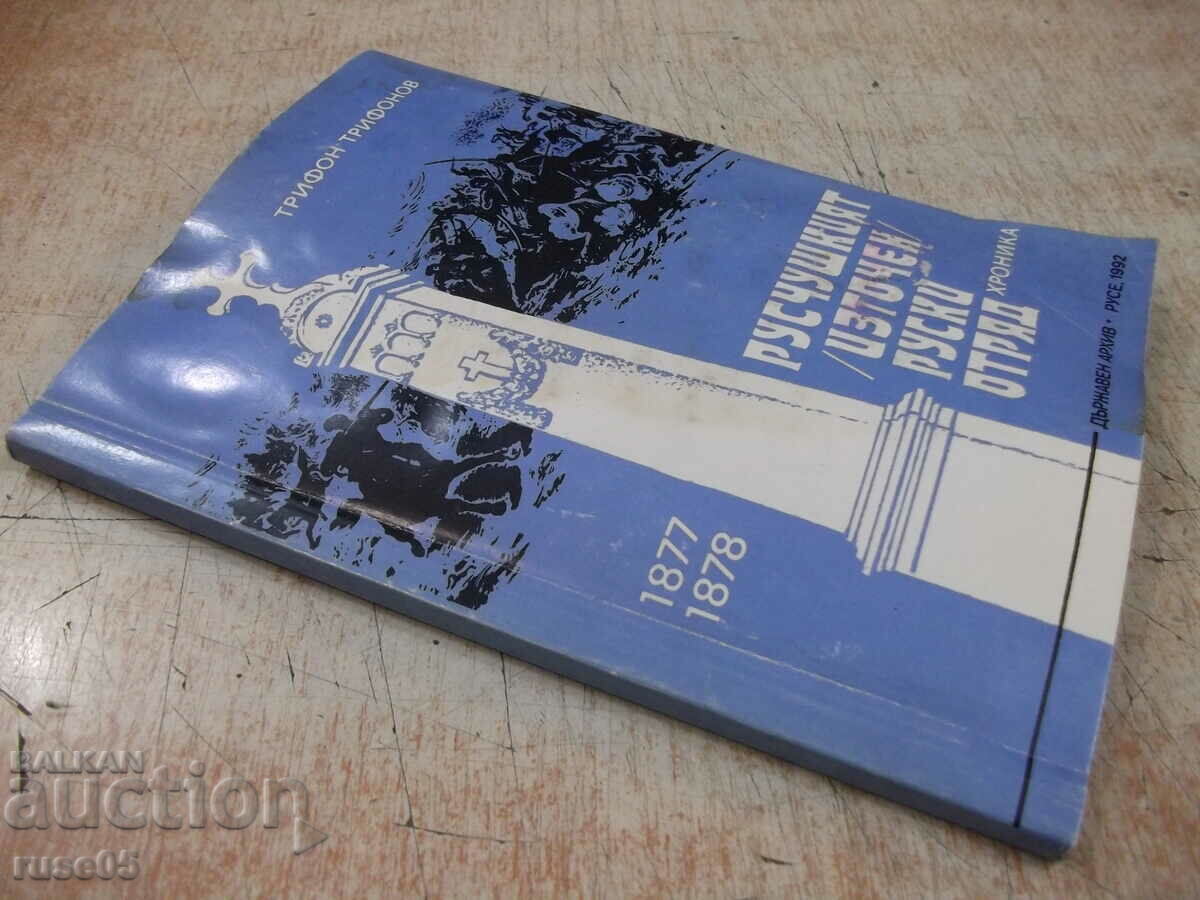 ТРИФОН ТРИФОНОВ
РУСЧУШКИЯТ
/ИЗТОЧЕН/
РУСКИ
ОТРЯД
ХРОНИКА
1877
1878
ДЪРЖАВЕН АРХИВ • РУСЕ, 1992
BALKAN
auction
ruse05